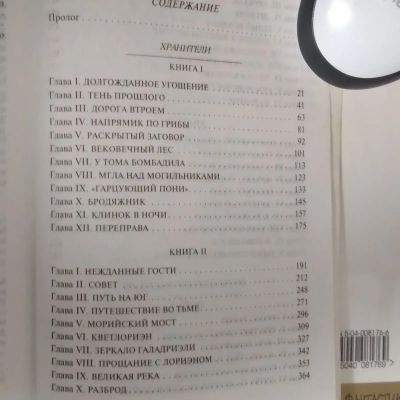 СОДЕРЖАНИЕ
Пролог
ХРАНИТЕЛИ
КНИГА I
Глава I. ДОЛГОЖДАННОЕ УГОЩЕНИЕ 21
Глава II. ТЕНЬ ПРОШЛОГО 41
Глава III. ДОРОГА ВТРОЕМ 63
Глава IV. НАПРЯМИК ПО ГРИБЫ 81
Глава V. РАСКРЫТЫЙ ЗАГОВОР 92
Глава VI. ВЕКОВЕЧНЫЙ ЛЕС 101
Глава VII. У ТОМА БОМБАДИЛА 113
Глава VIII. МГЛА НАД МОГИЛЬНИКАМИ 123
Глава IX. «ГАРЦУЮЩИЙ ПОНИ» 133
Глава X. БРОДЯЖНИК 145
Глава XI. КЛИНОК В НОЧИ 157
Глава XII. ПЕРЕПРАВА 175
КНИГА II
Глава I. НЕЖДАННЫЕ ГОСТИ 191
Глава II. СОВЕТ 212
Глава III. ПУТЬ НА ЮГ 248
Глава IV. ПУТЕШЕСТВИЕ ВО ТЬМЕ 271
Глава V. МОРИЙСКИЙ МОСТ 296
Глава VI. КВЕТЛОРИЭН 309
Глава VII. ЗЕРКАЛО ГАЛАДРИЭЛИ 327
Глава VIII. ПРОЩАНИЕ С ЛОРИЭНОМ 342
Глава IX. ВЕЛИКАЯ РЕКА 353
Глава X. РАЗБРОД 364
5-04-008176-6